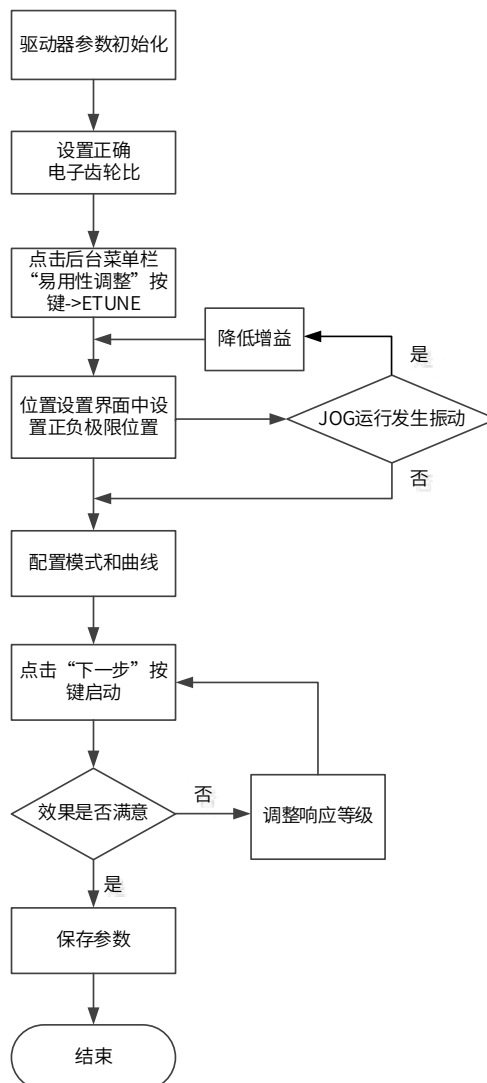 驱动器参数初始化
设置正确
电子齿轮比
点击后台菜单栏
“易用性调整”按
键->ETUNE
降低增益
是
位置设置界面中设
置正负极限位置
JOG运行发生振动
否
配置模式和曲线
点击“下一步”按
键启动
效果是否满意
否
调整响应等级
是
保存参数
结束